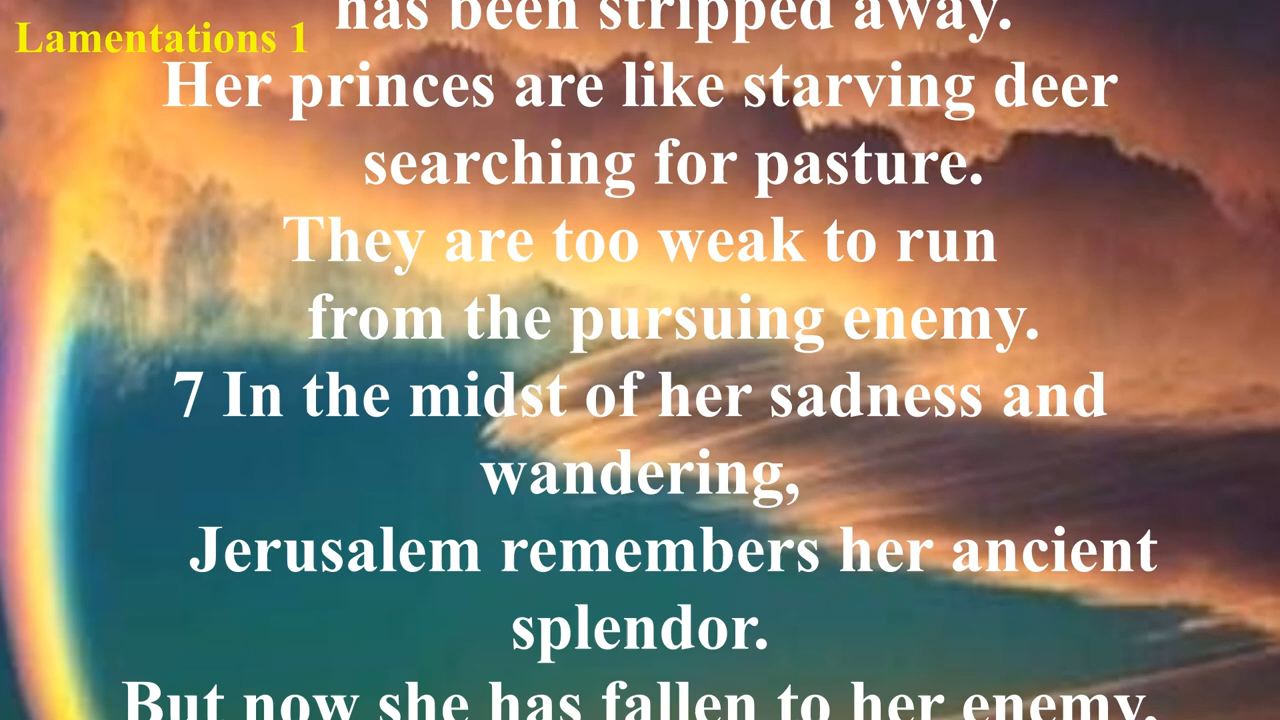 Lamentations 1
has been stripped away.
Her princes are like starving deer
searching for pasture.
They are too weak to run
from the pursuing enemy.
7 In the midst of her sadness and
wandering,
Jerusalem remembers her ancient
splendor.
But now she has fallen to her enemy,